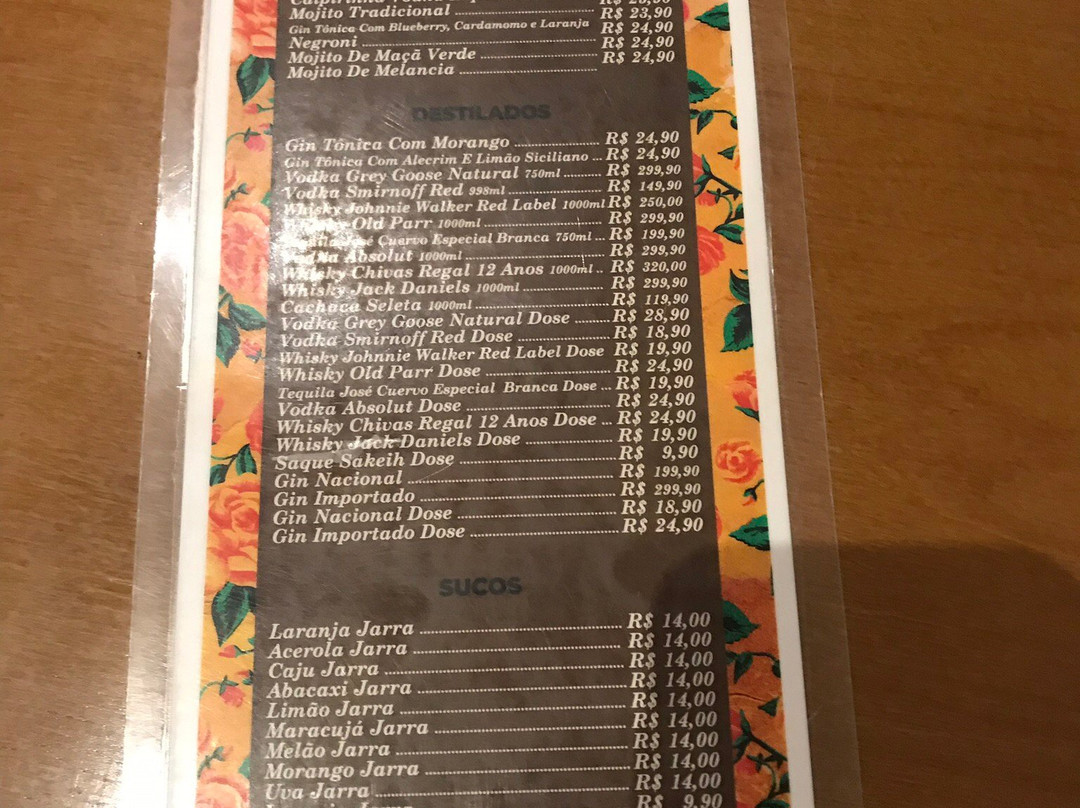 R$ 23,90
Mojito Tradicional R$ 23,90
Gin Tônica Com Blueberry, Cardamomo e Laranja R$ 24,90
Negroni R$ 24,90
Mojito De Maçã Verde R$ 24,90
Mojito De Melancia
DESTILADOS
Gin Tônica Com Morango R$ 24,90
Gin Tônica Com Alecrim E Limão Siciliano R$ 24,90
Vodka Grey Goose Natural 750ml R$ 299,90
Vodka Smirnoff Red 998ml R$ 149,90
Whisky Johnnie Walker Red Label 1000ml R$ 250,00
Whisky Old Parr 1000ml R$ 299,90
Tequila José Cuervo Especial Branca 750ml R$ 199,90
Vodka Absolut 1000ml R$ 299,90
Whisky Chivas Regal 12 Anos 1000ml R$ 320,00
Whisky Jack Daniels 1000ml R$ 299,90
Cachaca Seleta 1000ml R$ 119,90
Vodka Grey Goose Natural Dose R$ 28,90
Vodka Smirnoff Red Dose R$ 18,90
Whisky Johnnie Walker Red Label Dose R$ 19,90
Whisky Old Parr Dose R$ 24,90
Tequila José Cuervo Especial Branca Dose R$ 19,90
Vodka Absolut Dose R$ 24,90
Whisky Chivas Regal 12 Anos Dose R$ 24,90
Whisky Jack Daniels Dose R$ 19,90
Saque Sakeih Dose R$ 9,90
Gin Nacional R$ 199,90
Gin Importado R$ 299,90
Gin Nacional Dose R$ 18,90
Gin Importado Dose R$ 24,90
SUCOS
Laranja Jarra R$ 14,00
Acerola Jarra R$ 14,00
Caju Jarra R$ 14,00
Abacaxi Jarra R$ 14,00
Limão Jarra R$ 14,00
Maracujá Jarra R$ 14,00
Melão Jarra R$ 14,00
Morango Jarra R$ 14,00
Uva Jarra R$ 14,00
R$ 9,90